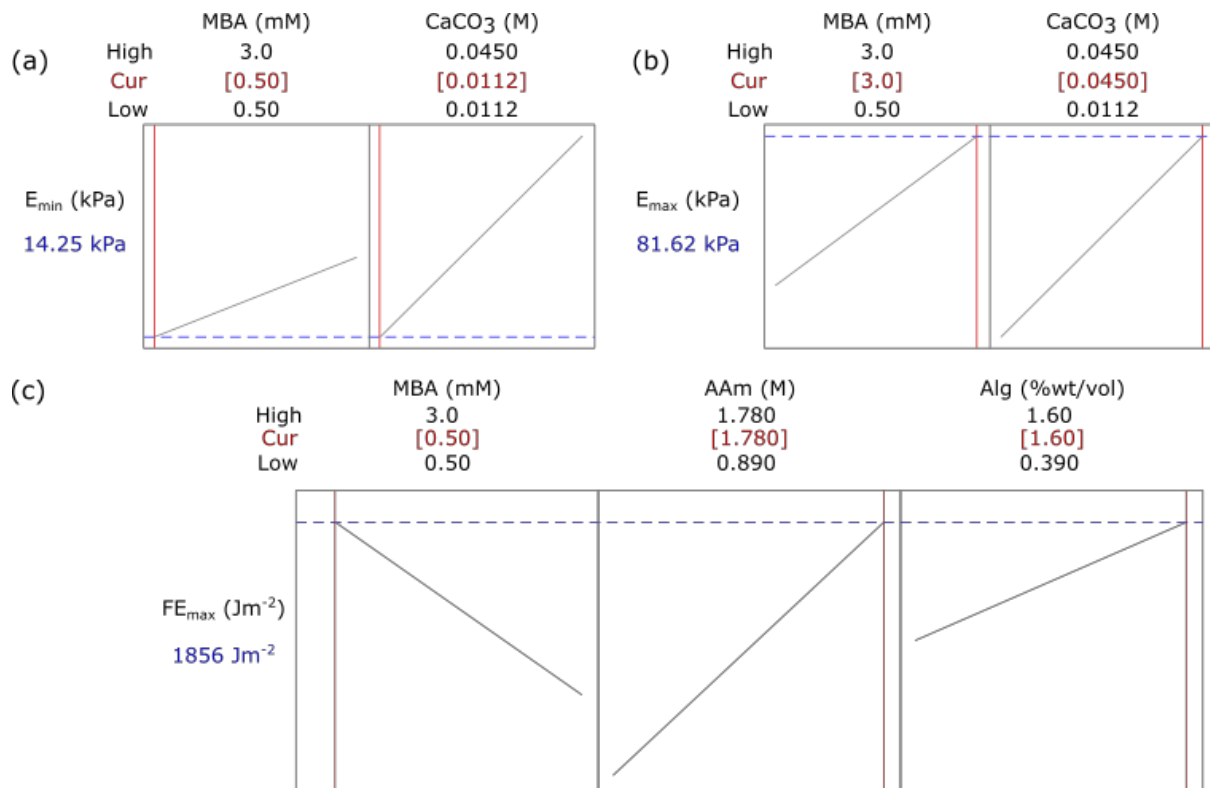 (a)
MBA (mM) CaCO3 (M)
High 3.0 0.0450
Cur [0.50] [0.0112]
Low 0.50 0.0112
Emin (kPa)
14.25 kPa
(b)
MBA (mM) CaCO3 (M)
3.0 0.0450
[3.0] [0.0450]
0.50 0.0112
Emax (kPa)
81.62 kPa
(c)
MBA (mM) AAm (M) Alg (%wt/vol)
High 3.0 1.780 1.60
Cur [0.50] [1.780] [1.60]
Low 0.50 0.890 0.390
FEmax (Jm-2)
1856 Jm-2